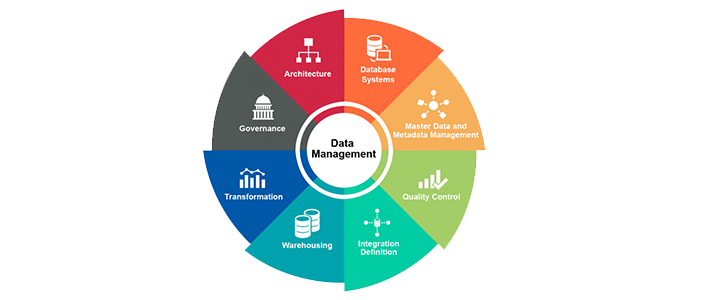 Architecture
Database
Systems
Master Data and
Metadata Management
Quality Control
Integration
Definition
Warehousing
Transformation
Governance
Data
Management